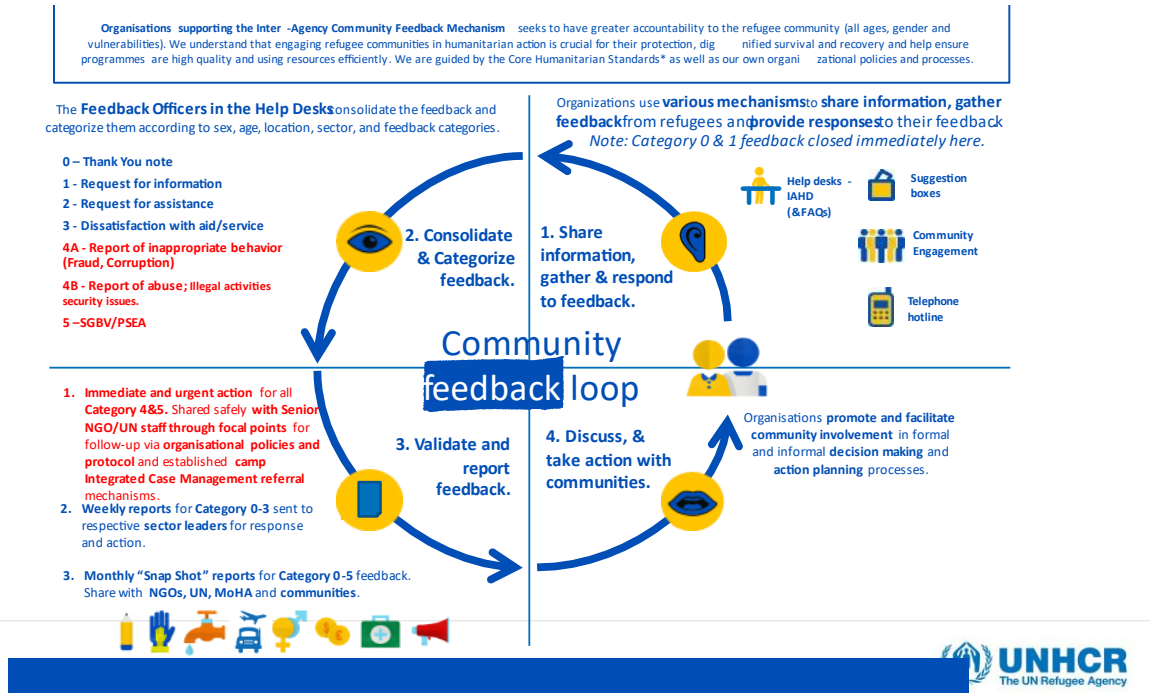 Organisations supporting the Inter -Agency Community Feedback Mechanism seeks to have greater accountability to the refugee community (all ages, gender and
vulnerabilities). We understand that engaging refugee communities in humanitarian action is crucial for their protection, dig nified survival and recovery and help ensure
programmes are high quality and using resources efficiently. We are guided by the Core Humanitarian Standards* as well as our own organi zational policies and processes.
The Feedback Officers in the Help Desks consolidate the feedback and
categorize them according to sex, age, location, sector, and feedback categories.
0 – Thank You note
1 - Request for information
2 - Request for assistance
3 - Dissatisfaction with aid/service
4A - Report of inappropriate behavior
(Fraud, Corruption)
4B - Report of abuse; Illegal activities
security issues.
5 –SGBV/PSEA
Organizations use various mechanisms to share information, gather
feedback from refugees and provide responses to their feedback
Note: Category 0 & 1 feedback closed immediately here.
Help desks -
IAHD
(&FAQs)
Suggestion
boxes
Community
Engagement
Telephone
hotline
2. Consolidate
& Categorize
feedback.
1. Share
information,
gather & respond
to feedback.
Community
feedback loop
1. Immediate and urgent action for all
Category 4&5. Shared safely with Senior
NGO/UN staff through focal points for
follow-up via organisational policies and
protocol and established camp
Integrated Case Management referral
mechanisms.
2. Weekly reports for Category 0-3 sent to
respective sector leaders for response
and action.
3. Monthly “Snap Shot” reports for Category 0-5 feedback.
Share with NGOs, UN, MoHA and communities.
3. Validate and
report
feedback.
4. Discuss, &
take action with
communities.
Organisations promote and facilitate
community involvement in formal
and informal decision making and
action planning processes.
UNHCR
The UN Refugee Agency